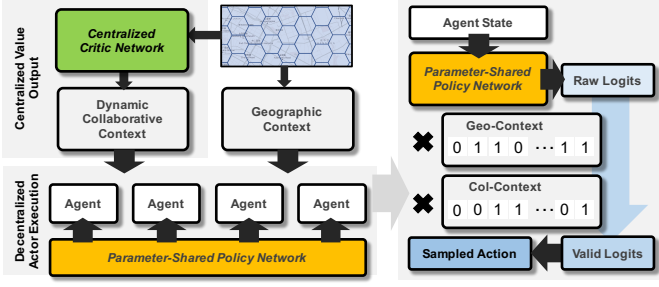 Centralized Value
Output
Centralized
Critic Network
Dynamic
Collaborative
Context
Geographic
Context
Decentralized
Actor Execution
Agent
Agent
Agent
Agent
Parameter-Shared Policy Network
Agent State
Parameter-Shared
Policy Network
Raw Logits
Geo-Context
0 1 1 0 ··· 1 1
Col-Context
0 0 1 1 ··· 0 1
Sampled Action
Valid Logits